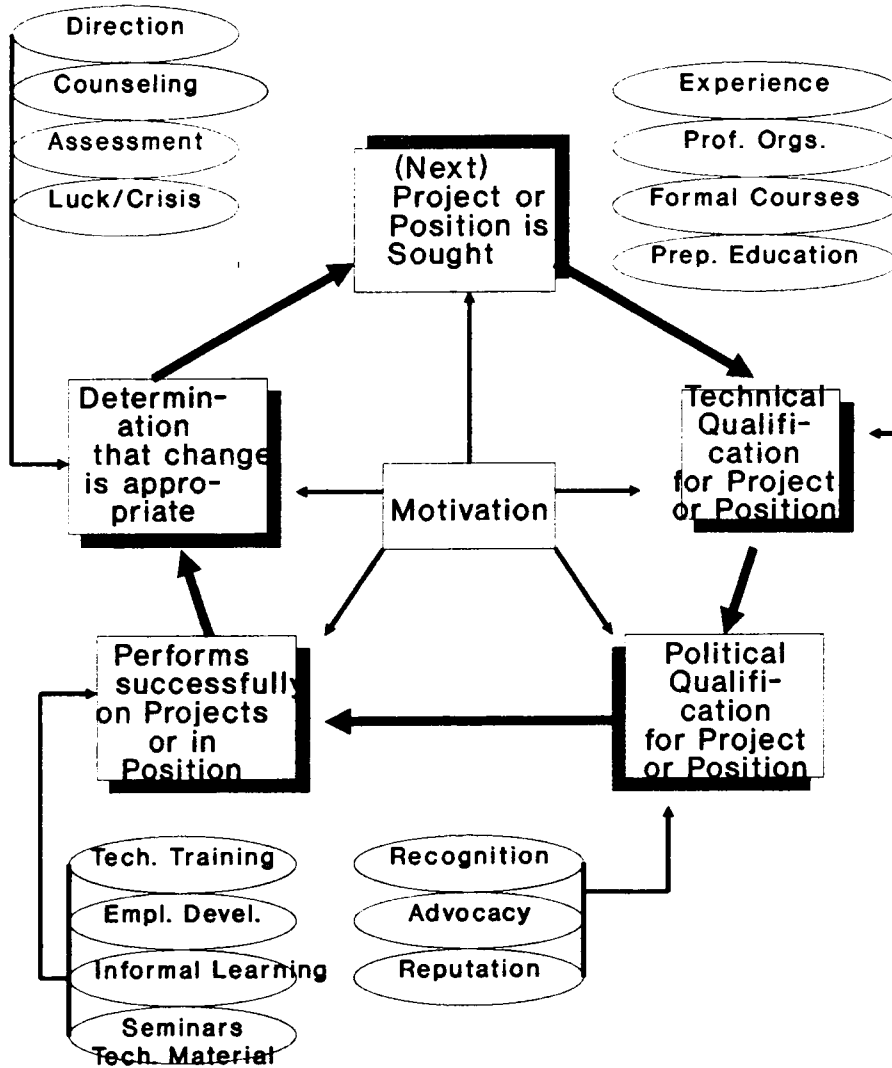 Direction
Counseling
Assessment
Luck/Crisis
Experience
Prof. Orgs.
Formal Courses
Prep. Education
(Next)
Project or
Position is
Sought
Determin-
ation
that change
is appro-
priate
Motivation
Technical
Qualifi-
cation
for Project
or Position
Performs
successfully
on Projects
or in
Position
Political
Qualifi-
cation
for Project
or Position
Tech. Training
Empl. Devel.
Informal Learning
Seminars
Tech. Material
Recognition
Advocacy
Reputation